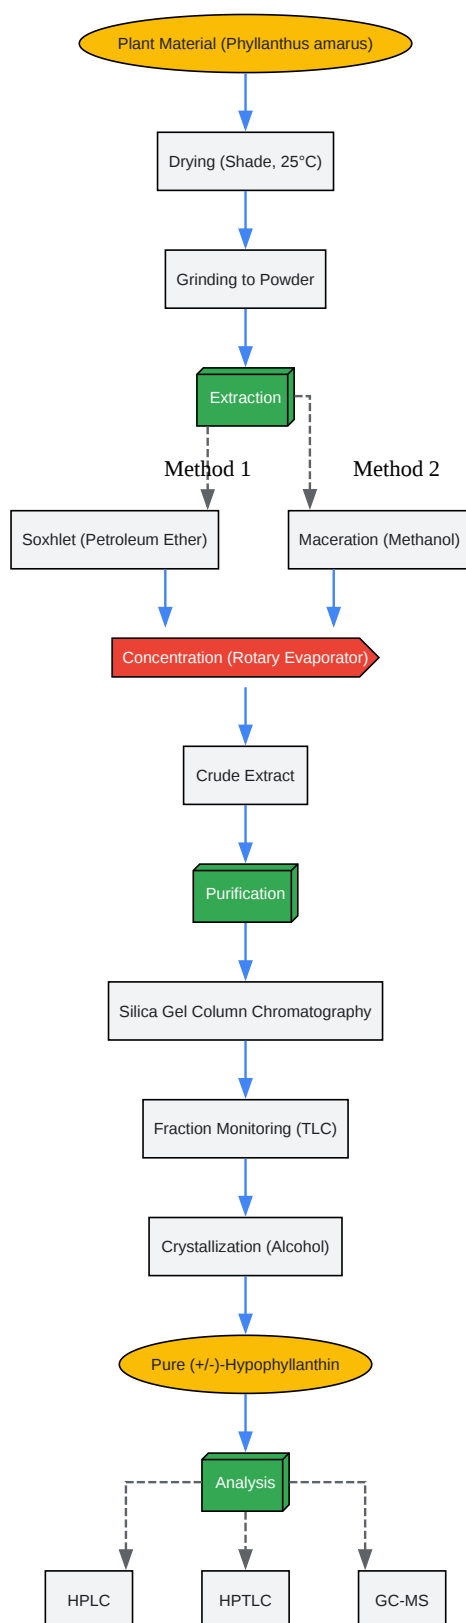 Plant Material (Phyllanthus amarus)
Drying (Shade, 25°C)
Grinding to Powder
Extraction
Method 1
Method 2
Soxhlet (Petroleum Ether)
Maceration (Methanol)
Concentration (Rotary Evaporator)
Crude Extract
Purification
Silica Gel Column Chromatography
Fraction Monitoring (TLC)
Crystallization (Alcohol)
Pure (+/-)-Hypophyllanthin
Analysis
HPLC
HPTLC
GC-MS